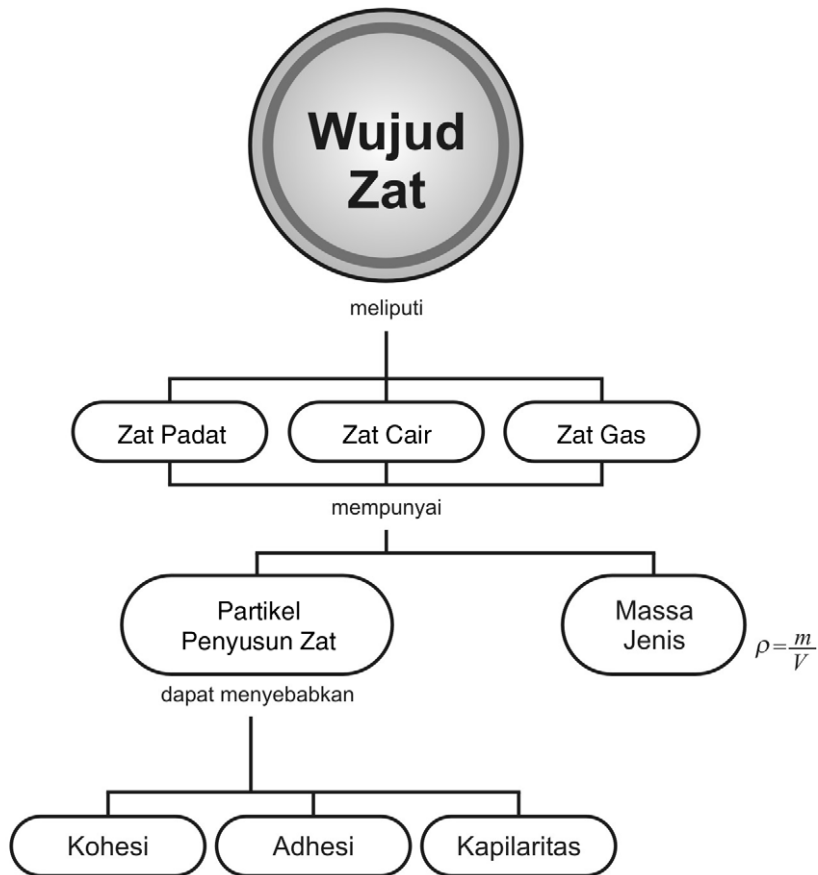 Wujud
Zat
meliputi
Zat Padat
Zat Cair
Zat Gas
mempunyai
Partikel
Penyusun Zat
Massa
Jenis
ρ = m/V
dapat menyebabkan
Kohesi
Adhesi
Kapilaritas